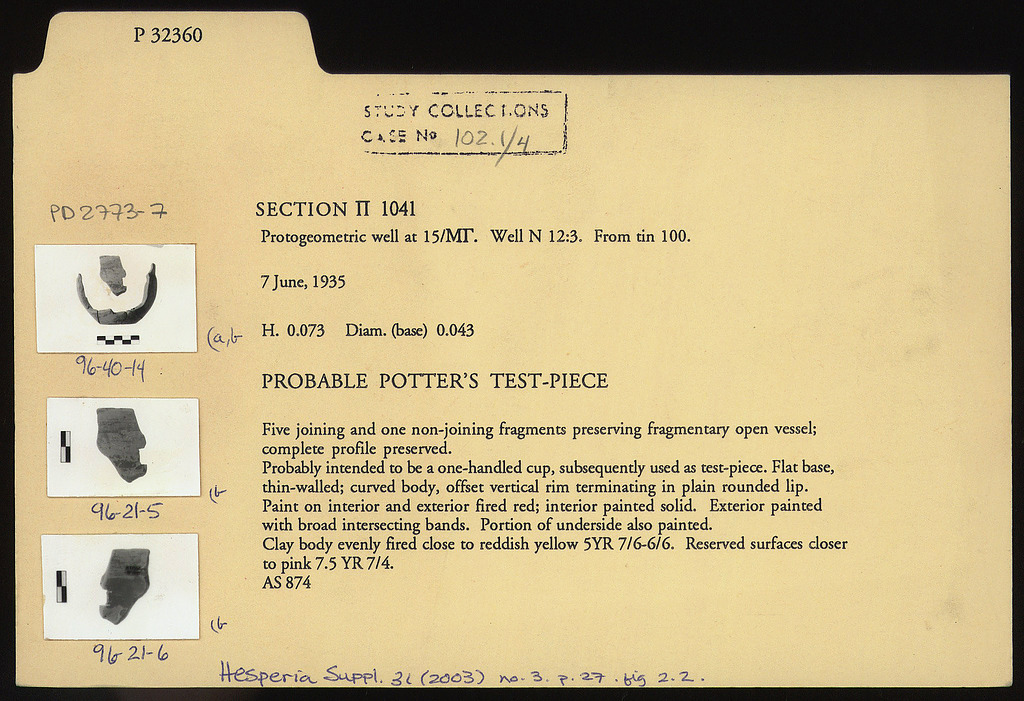 P 32360
STUDY COLLECTIONS
CASE No 102.1/4
PD2773-7
SECTION Π 1041
Protogeometric well at 15/ΜΓ. Well N 12:3. From tin 100.
7 June, 1935
H. 0.073 Diam. (base) 0.043
(a,b
96-40-14
PROBABLE POTTER'S TEST-PIECE
Five joining and one non-joining fragments preserving fragmentary open vessel;
complete profile preserved.
Probably intended to be a one-handled cup, subsequently used as test-piece. Flat base,
thin-walled; curved body, offset vertical rim terminating in plain rounded lip.
Paint on interior and exterior fired red; interior painted solid. Exterior painted
with broad intersecting bands. Portion of underside also painted.
Clay body evenly fired close to reddish yellow 5YR 7/6-6/6. Reserved surfaces closer
to pink 7.5 YR 7/4.
AS 874
(b
96-21-5
(b
96-21-6
Hesperia Suppl. 31 (2003) no. 3. p. 27. fig 2.2.